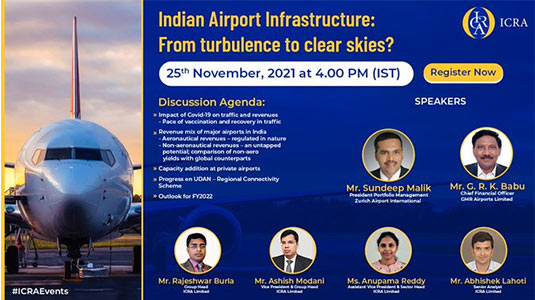 Indian Airport Infrastructure:
From turbulence to clear skies?
ICRA
ICRA
25th November, 2021 at 4.00 PM (IST)
Register Now
Discussion Agenda:
» Impact of Covid-19 on traffic and revenues
- Pace of vaccination and recovery in traffic
» Revenue mix of major airports in India
- Aeronautical revenues – regulated in nature
- Non-aeronautical revenues – an untapped
potential; comparison of non-aero
yields with global counterparts
» Capacity addition at private airports
» Progress on UDAN – Regional Connectivity
Scheme
» Outlook for FY2022
SPEAKERS
Mr. Sundeep Malik
President Portfolio Management
Zurich Airport International
Mr. G. R. K. Babu
Chief Financial Officer
GMR Airports Limited
Mr. Rajeshwar Burla
Group Head
ICRA Limited
Mr. Ashish Modani
Vice President & Group Head
ICRA Limited
Ms. Anupama Reddy
Assistant Vice President & Sector Head
ICRA Limited
Mr. Abhishek Lahoti
Senior Analyst
ICRA Limited
#ICRAEvents